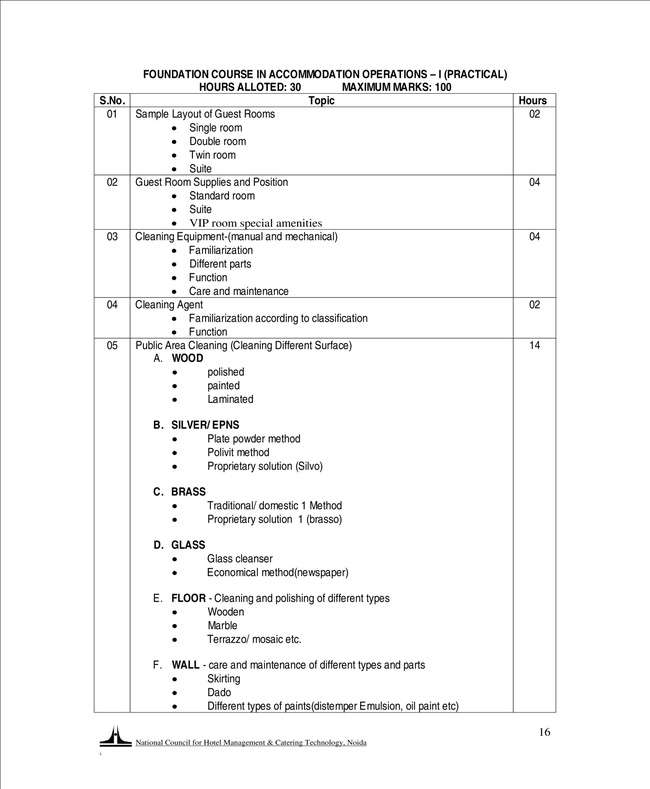 FOUNDATION COURSE IN ACCOMMODATION OPERATIONS – I (PRACTICAL)
HOURS ALLOTED: 30 MAXIMUM MARKS: 100
S.No. Topic Hours
01 Sample Layout of Guest Rooms 02
• Single room
• Double room
• Twin room
• Suite
02 Guest Room Supplies and Position 04
• Standard room
• Suite
• VIP room special amenities
03 Cleaning Equipment-(manual and mechanical) 04
• Familiarization
• Different parts
• Function
• Care and maintenance
04 Cleaning Agent 02
• Familiarization according to classification
• Function
05 Public Area Cleaning (Cleaning Different Surface) 14
A. WOOD
• polished
• painted
• Laminated
B. SILVER/ EPNS
• Plate powder method
• Polivit method
• Proprietary solution (Silvo)
C. BRASS
• Traditional/ domestic 1 Method
• Proprietary solution 1 (brasso)
D. GLASS
• Glass cleanser
• Economical method(newspaper)
E. FLOOR - Cleaning and polishing of different types
• Wooden
• Marble
• Terrazzo/ mosaic etc.
F. WALL - care and maintenance of different types and parts
• Skirting
• Dado
• Different types of paints(distemper Emulsion, oil paint etc)
16
National Council for Hotel Management & Catering Technology, Noida